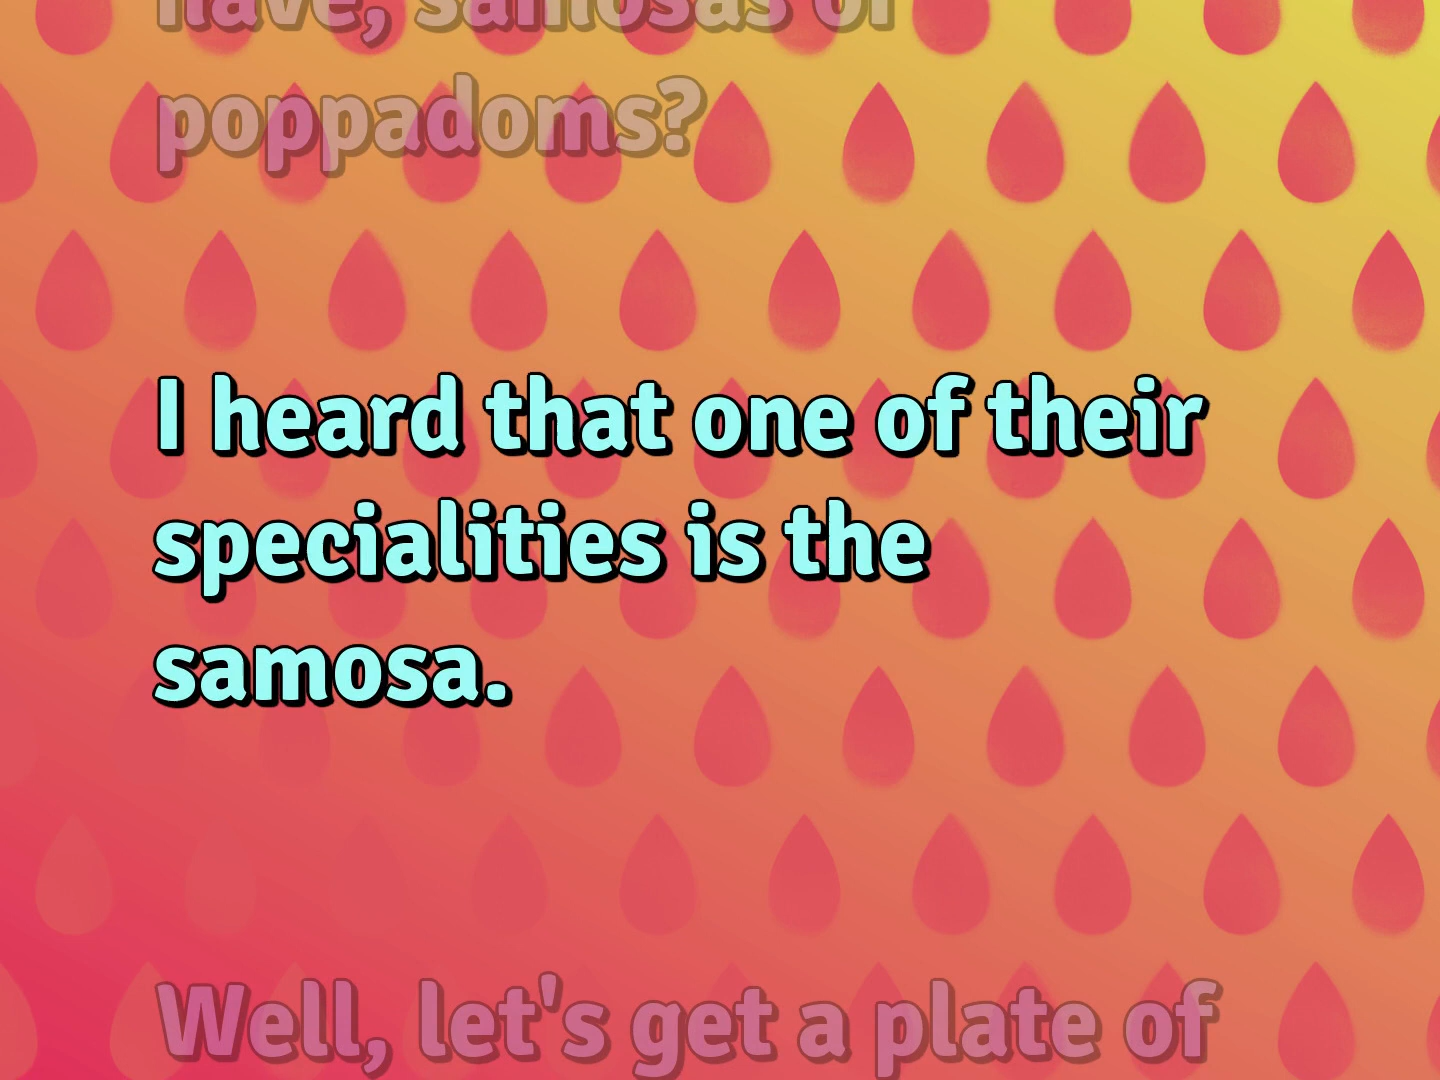 have, samosas or
poppadoms?
I heard that one of their
specialities is the
samosa.
Well, let's get a plate of